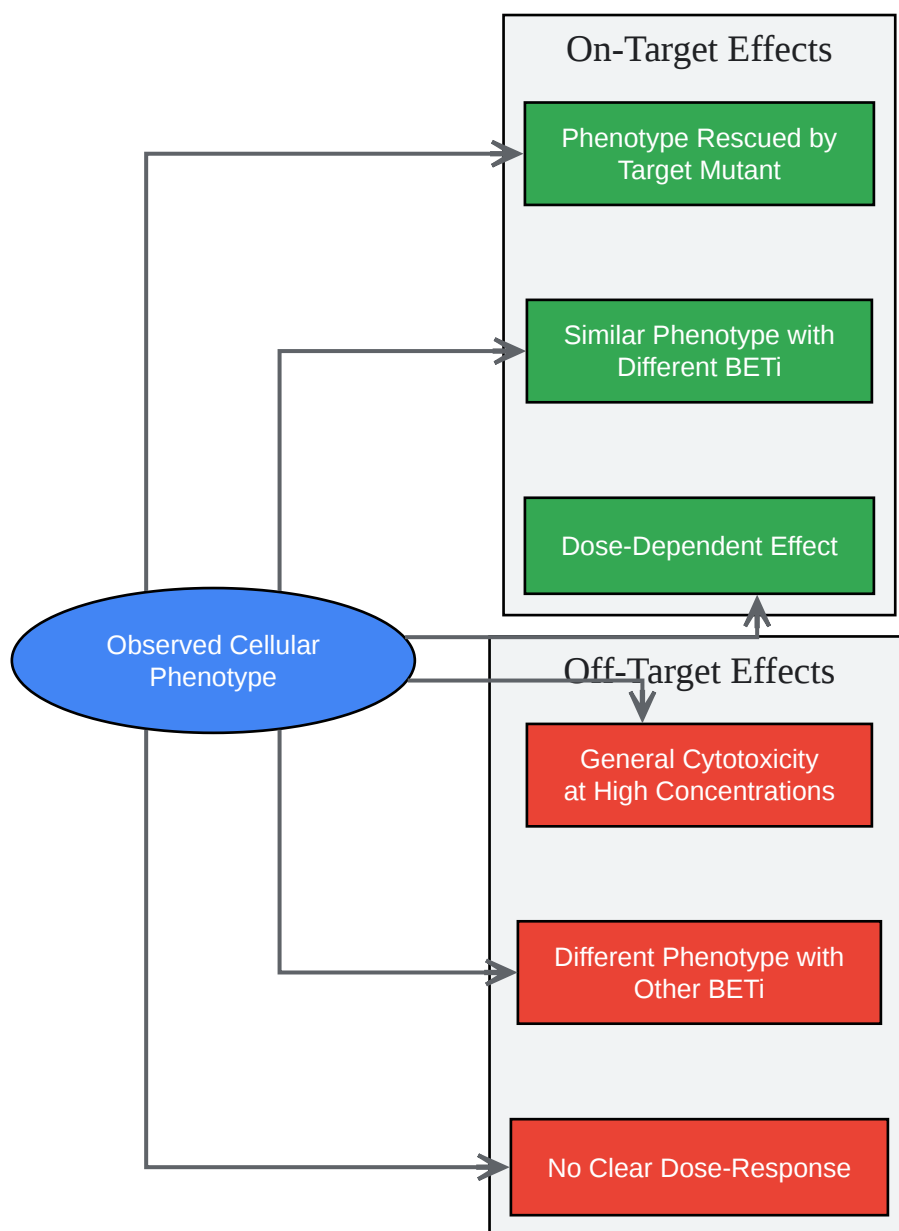 On-Target Effects
Phenotype Rescued by
Target Mutant
Similar Phenotype with
Different BETi
Dose-Dependent Effect
Observed Cellular
Phenotype
Off-Target Effects
General Cytotoxicity
at High Concentrations
Different Phenotype with
Other BETi
No Clear Dose-Response